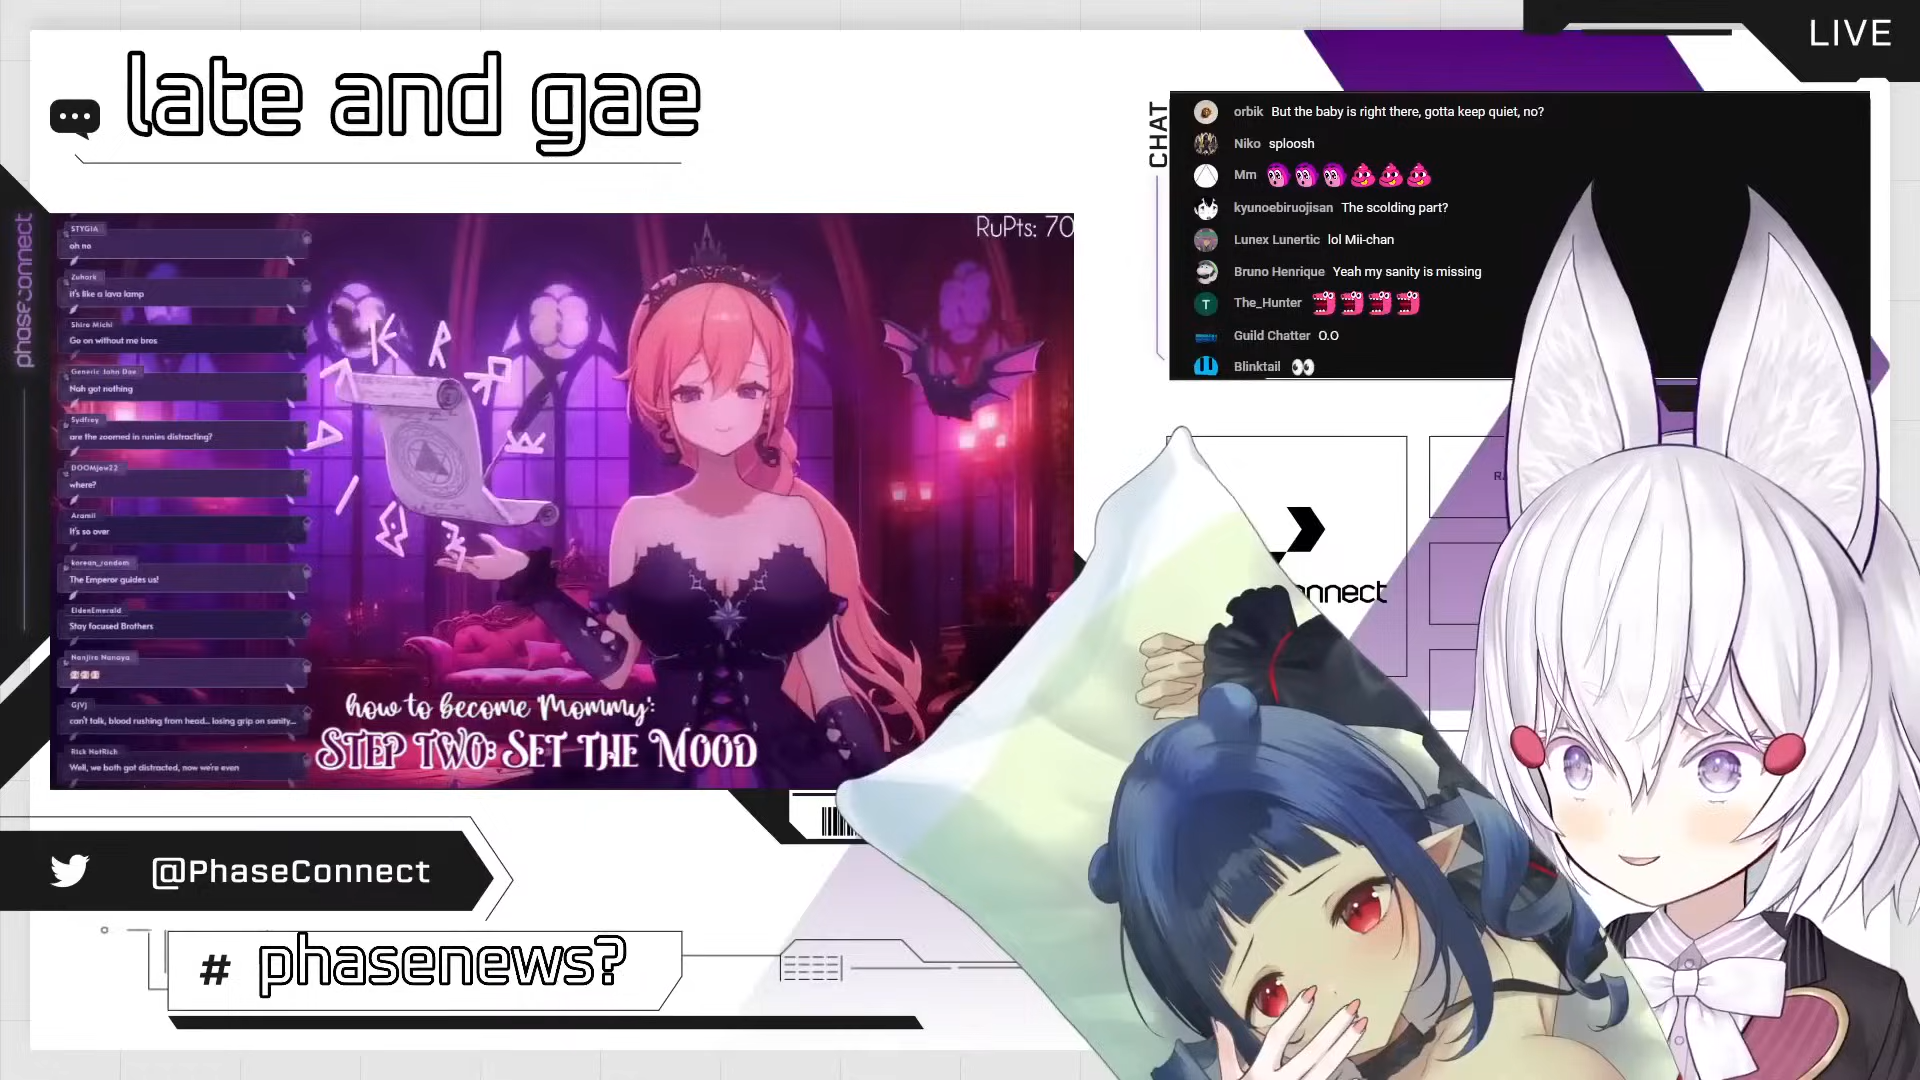 LIVE
late and gae
CHAT
orbik But the baby is right there, gotta keep quiet, no?
Niko sploosh
Mm
kyunoebiruojisan The scolding part?
Lunex Lunertic lol Mii-chan
Bruno Henrique Yeah my sanity is missing
T The_Hunter
Guild Chatter 0.0
Blinktail
phaseconnect
RuPts: 70
STYGIA
oh no
Zuhark
it's like a lava lamp
Shiro Michi
Go on without me bros
Generic John Doe
Nah got nothing
Sydfrey
are the zoomed in runies distracting?
DOOMjew22
where?
Aramil
It's so over
korean_random
The Emperor guides us!
EldenEmerald
Stay focused Brothers
Nanjiro Nanaya
GJVJ
can't talk, blood rushing from head... losing grip on sanity...
Rick HotRich
Well, we both got distracted, now we're even
how to become 'Mommy':
STEP TWO: SET THE MOOD
nnect
@PhaseConnect
# phasenews?